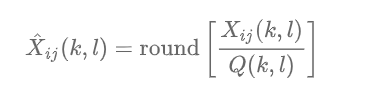 X̂ᵢⱼ(k, l) = round [ Xᵢⱼ(k, l) / Q(k, l) ]